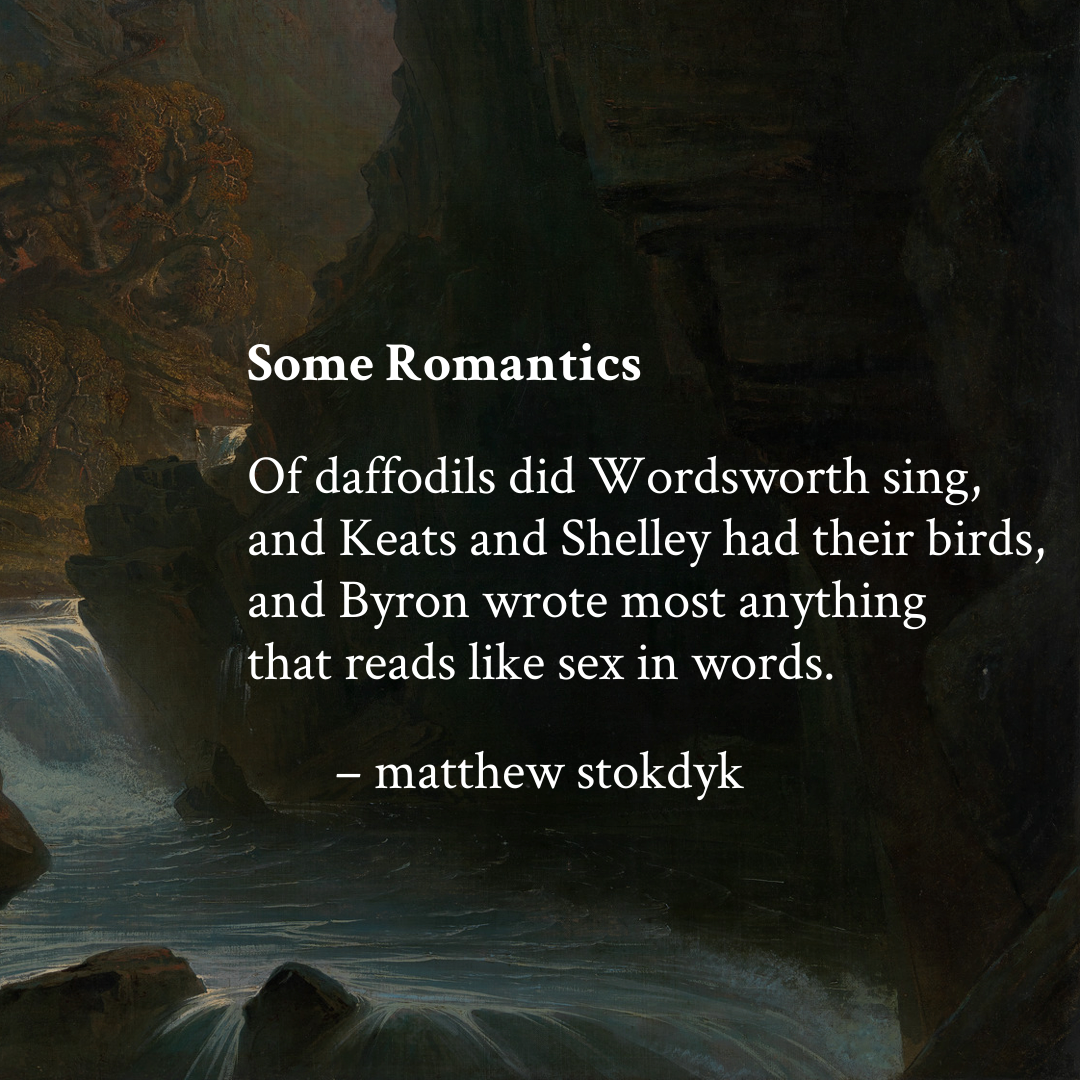 Some Romantics
Of daffodils did Wordsworth sing,
and Keats and Shelley had their birds,
and Byron wrote most anything
that reads like sex in words.
– matthew stokdyk